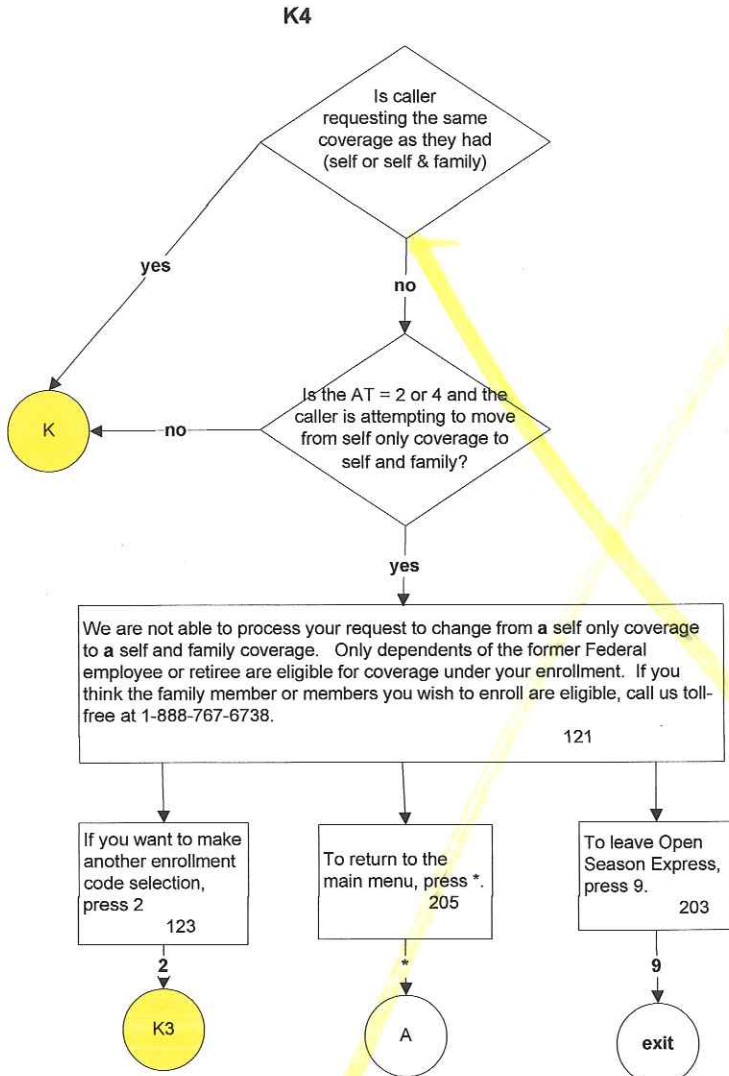 K4
Is caller
requesting the same
coverage as they had
(self or self & family)
yes
no
Is the AT = 2 or 4 and the
caller is attempting to move
from self only coverage to
self and family?
K
no
yes
We are not able to process your request to change from a self only coverage
to a self and family coverage. Only dependents of the former Federal
employee or retiree are eligible for coverage under your enrollment. If you
think the family member or members you wish to enroll are eligible, call us toll-
free at 1-888-767-6738.
121
If you want to make
another enrollment
code selection,
press 2
123
To return to the
main menu, press *.
205
To leave Open
Season Express,
press 9.
203
2
*
9
K3
A
exit